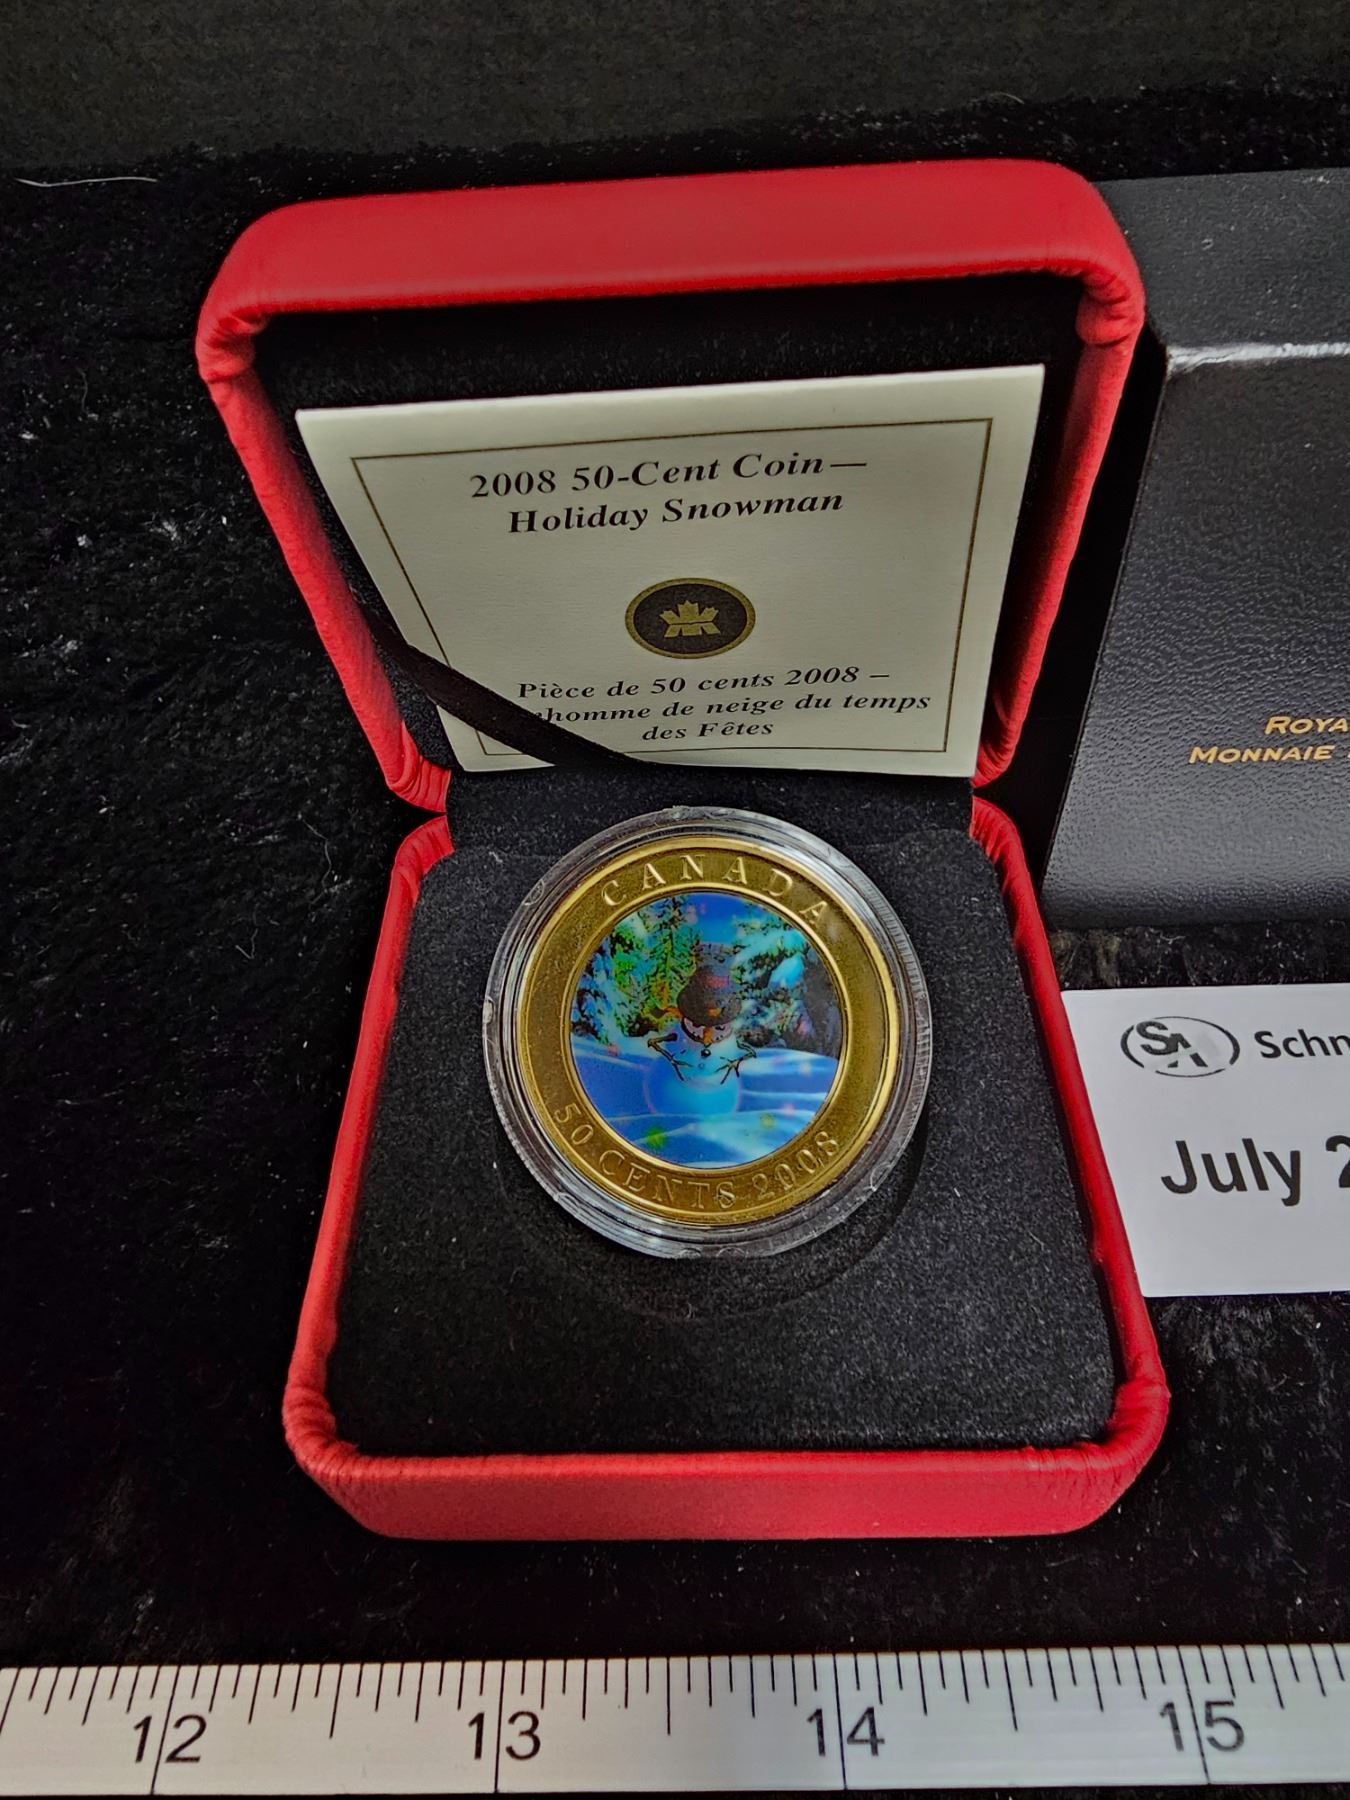 2008 50-Cent Coin—
Holiday Snowman
Pièce de 50 cents 2008 –
homme de neige du temps
des Fêtes
CANADA
50 CENTS 2008
ROYA
MONNAIE
SA Schn
July 2
12 13 14 15